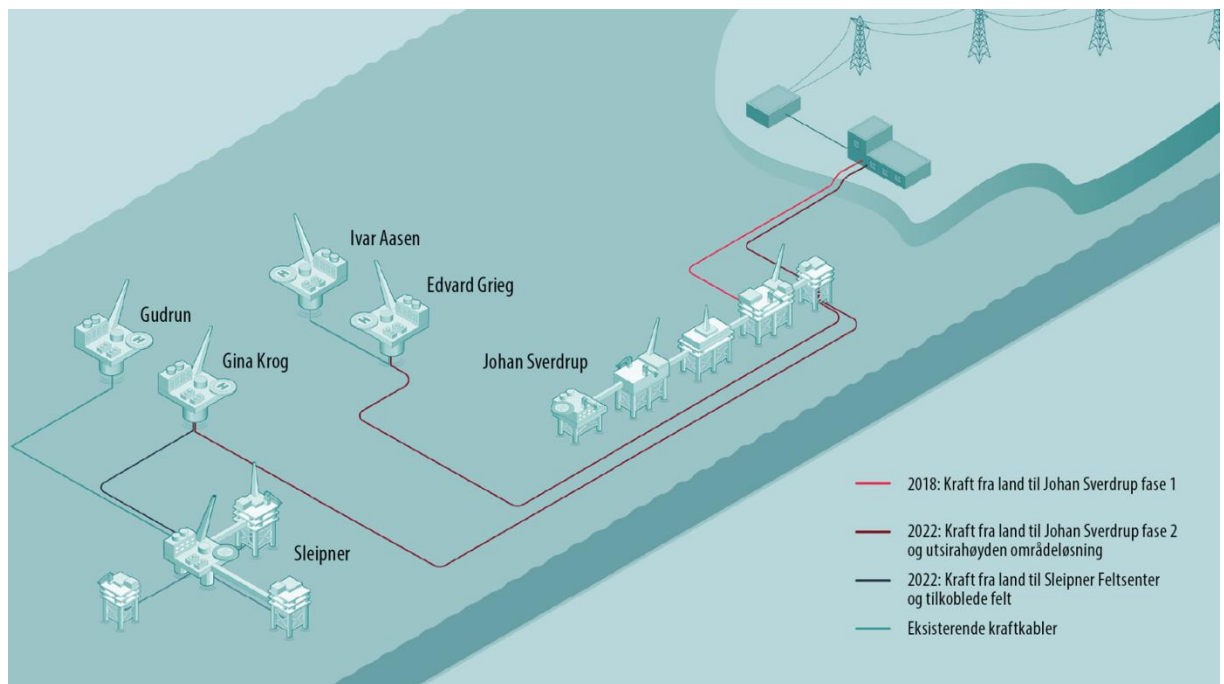 Ivar Aasen
Edvard Grieg
Gudrun
Gina Krog
Johan Sverdrup
Sleipner
2018: Kraft fra land til Johan Sverdrup fase 1
2022: Kraft fra land til Johan Sverdrup fase 2
og utsirahøyden områdeløsning
2022: Kraft fra land til Sleipner Feltsenter
og tilkoblede felt
Eksisterende kraftkabler